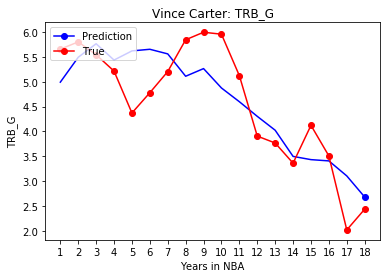 Vince Carter: TRB_G
Prediction
True
TRB_G
6.0
5.5
5.0
4.5
4.0
3.5
3.0
2.5
2.0
1 2 3 4 5 6 7 8 9 10 11 12 13 14 15 16 17 18
Years in NBA